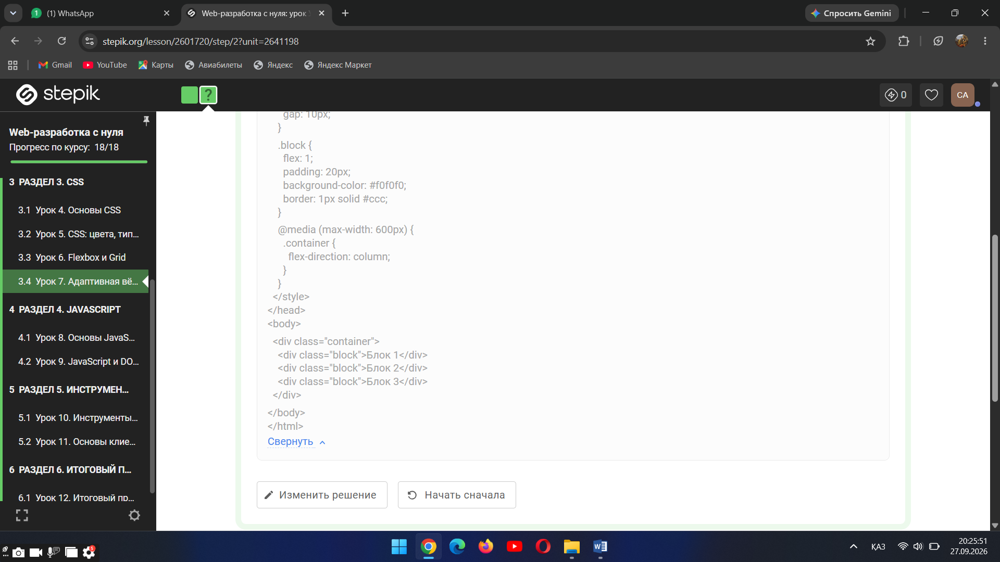 1
(1) WhatsApp
Web-разработка с нуля: урок
Спросить Gemini
stepik.org/lesson/2601720/step/2?unit=2641198
Gmail
YouTube
Карты
Авиабилеты
Яндекс
Яндекс Маркет
stepik
?
0
CA
Web-разработка с нуля
Прогресс по курсу: 18/18
3 РАЗДЕЛ 3. CSS
3.1 Урок 4. Основы CSS
3.2 Урок 5. CSS: цвета, тип...
3.3 Урок 6. Flexbox и Grid
3.4 Урок 7. Адаптивная вё...
4 РАЗДЕЛ 4. JAVASCRIPT
4.1 Урок 8. Основы JavaS...
4.2 Урок 9. JavaScript и DO...
5 РАЗДЕЛ 5. ИНСТРУМЕН...
5.1 Урок 10. Инструменты...
5.2 Урок 11. Основы клие...
6 РАЗДЕЛ 6. ИТОГОВЫЙ П...
6.1 Урок 12. Итоговый пр...
gap: 10px;
}
.block {
flex: 1;
padding: 20px;
background-color: #f0f0f0;
border: 1px solid #ccc;
}
@media (max-width: 600px) {
.container {
flex-direction: column;
}
}
</style>
</head>
<body>
<div class="container">
<div class="block">Блок 1</div>
<div class="block">Блок 2</div>
<div class="block">Блок 3</div>
</div>
</body>
</html>
Свернуть
Изменить решение
Начать сначала
5
ҚАЗ
20:25:51
27.09.2026